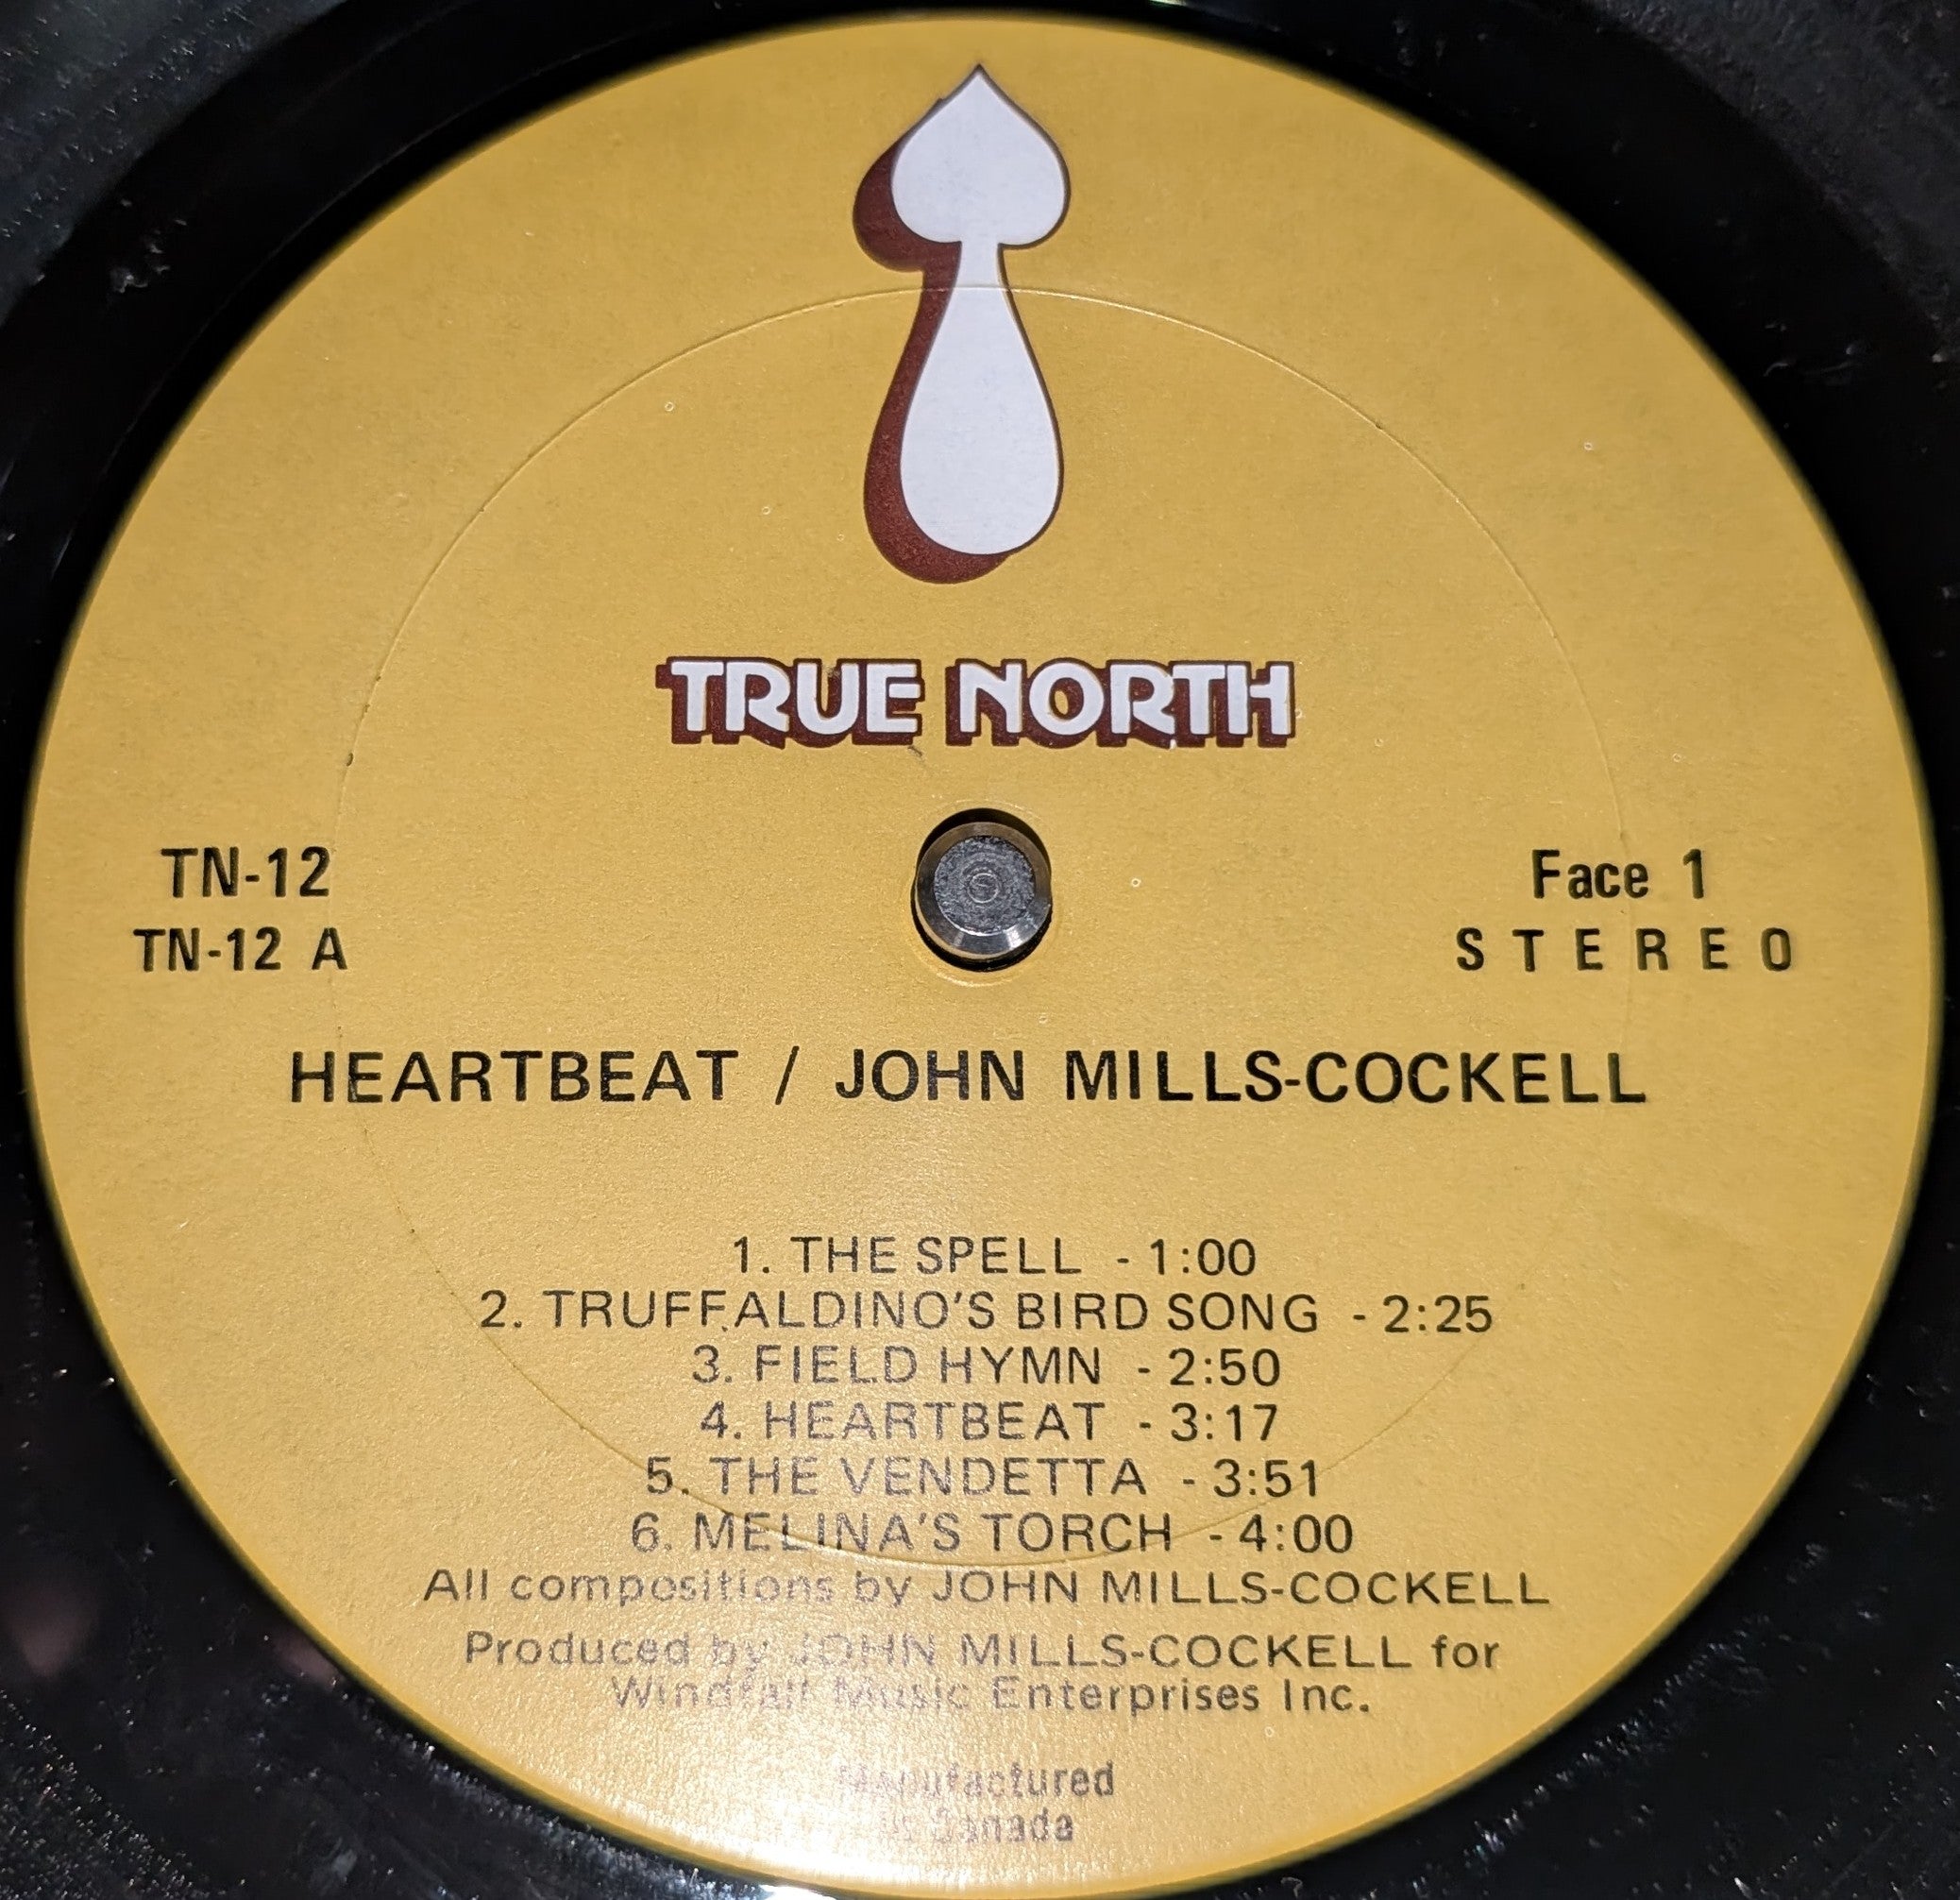 TRUE NORTH
TN-12
TN-12 A
Face 1
STEREO
HEARTBEAT / JOHN MILLS-COCKELL
1. THE SPELL - 1:00
2. TRUFFALDINO'S BIRD SONG - 2:25
3. FIELD HYMN - 2:50
4. HEARTBEAT - 3:17
5. THE VENDETTA - 3:51
6. MELINA'S TORCH - 4:00
All compositions by JOHN MILLS-COCKELL
Produced by JOHN MILLS-COCKELL for
Windfall Music Enterprises Inc.
Manufactured
in Canada